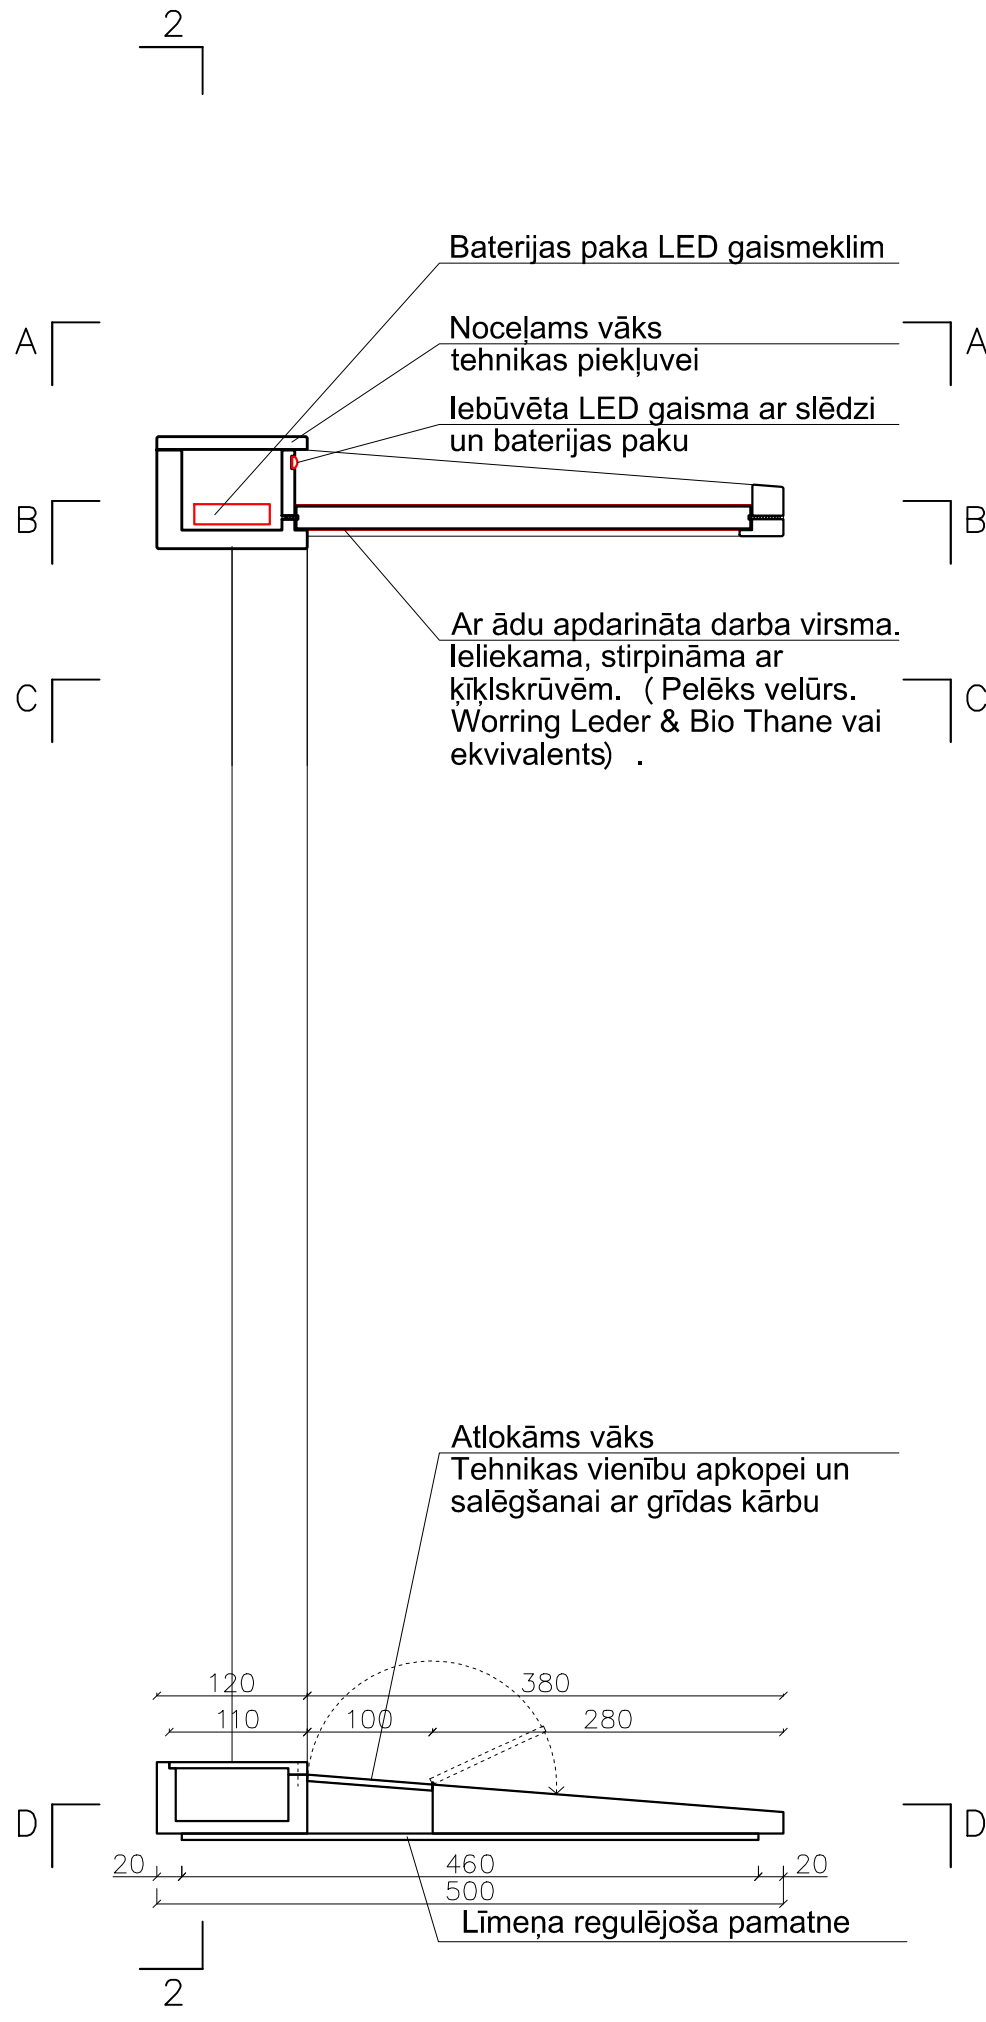 2
Baterijas paka LED gaismeklim
A
Noceļams vāks
A
tehnikas piekļuvei
Iebūvēta LED gaisma ar slēdzi
un baterijas paku
B
B
Ar ādu apdarināta darba virsma.
Ieliekama, stirpināma ar
C
ķīķlskrūvēm. (Pelēks velūrs.
C
Worring Leder & Bio Thane vai
ekvivalents) .
Atlokāms vāks
Tehnikas vienību apkopei un
salēgšanai ar grīdas kārbu
120 380
110 100 280
D
D
20 460 20
500
Līmeņa regulējoša pamatne
2